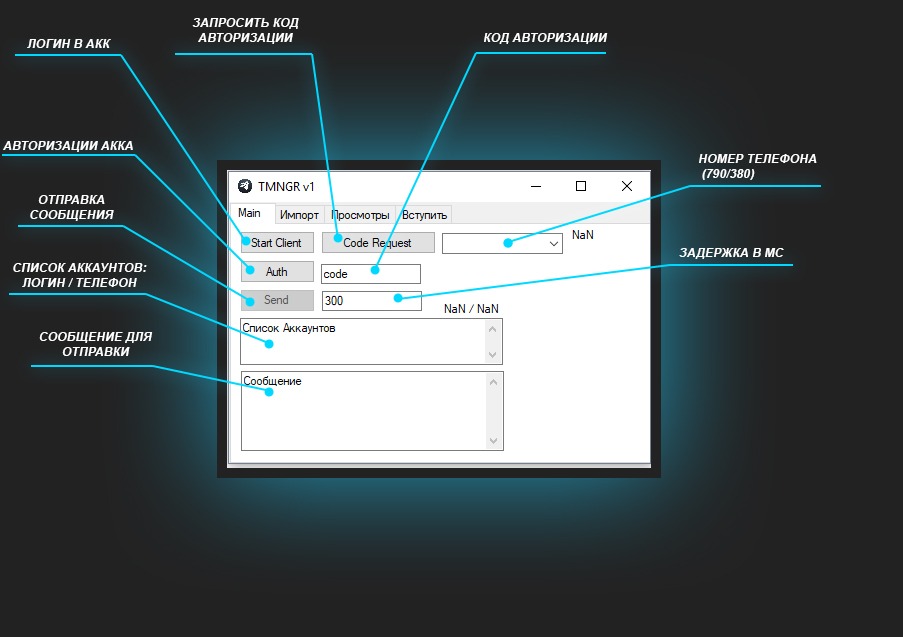 ЗАПРОСИТЬ КОД
АВТОРИЗАЦИИ
ЛОГИН В АКК
КОД АВТОРИЗАЦИИ
АВТОРИЗАЦИИ АККА
НОМЕР ТЕЛЕФОНА
(790/380)
ОТПРАВКА
СООБЩЕНИЯ
ЗАДЕРЖКА В МС
СПИСОК АККАУНТОВ:
ЛОГИН / ТЕЛЕФОН
СООБЩЕНИЕ ДЛЯ
ОТПРАВКИ
TMNGR v1
Main Импорт Просмотры Вступить
Start Client Code Request NaN
Auth code
Send 300 NaN / NaN
Список Аккаунтов
Сообщение